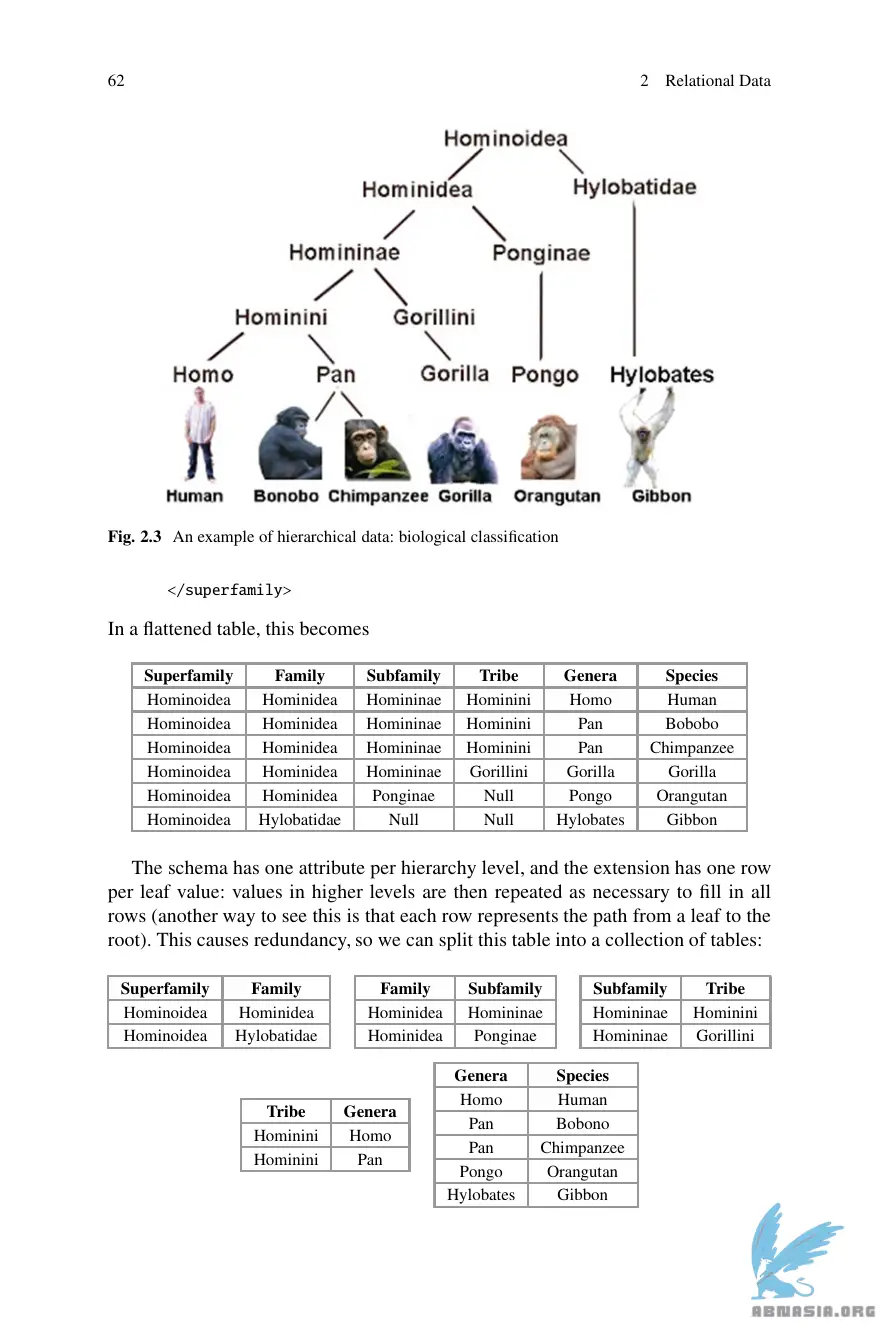 62 2 Relational Data
Hominoidea
Hominidea Hylobatidae
Homininae Ponginae
Hominini Gorillini
Homo Pan Gorilla Pongo Hylobates
Human Bonobo Chimpanzee Gorilla Orangutan Gibbon
Fig. 2.3 An example of hierarchical data: biological classification
</superfamily>
In a flattened table, this becomes
Superfamily Family Subfamily Tribe Genera Species
Hominoidea Hominidea Homininae Hominini Homo Human
Hominoidea Hominidea Homininae Hominini Pan Bobobo
Hominoidea Hominidea Homininae Hominini Pan Chimpanzee
Hominoidea Hominidea Homininae Gorillini Gorilla Gorilla
Hominoidea Hominidea Ponginae Null Pongo Orangutan
Hominoidea Hylobatidae Null Null Hylobates Gibbon
The schema has one attribute per hierarchy level, and the extension has one row
per leaf value: values in higher levels are then repeated as necessary to fill in all
rows (another way to see this is that each row represents the path from a leaf to the
root). This causes redundancy, so we can split this table into a collection of tables:
Superfamily Family
Hominoidea Hominidea
Hominoidea Hylobatidae
Family Subfamily
Hominidea Homininae
Hominidea Ponginae
Subfamily Tribe
Homininae Hominini
Homininae Gorillini
Tribe Genera
Hominini Homo
Hominini Pan
Genera Species
Homo Human
Pan Bobono
Pan Chimpanzee
Pongo Orangutan
Hylobates Gibbon
ABMASIA.ORG